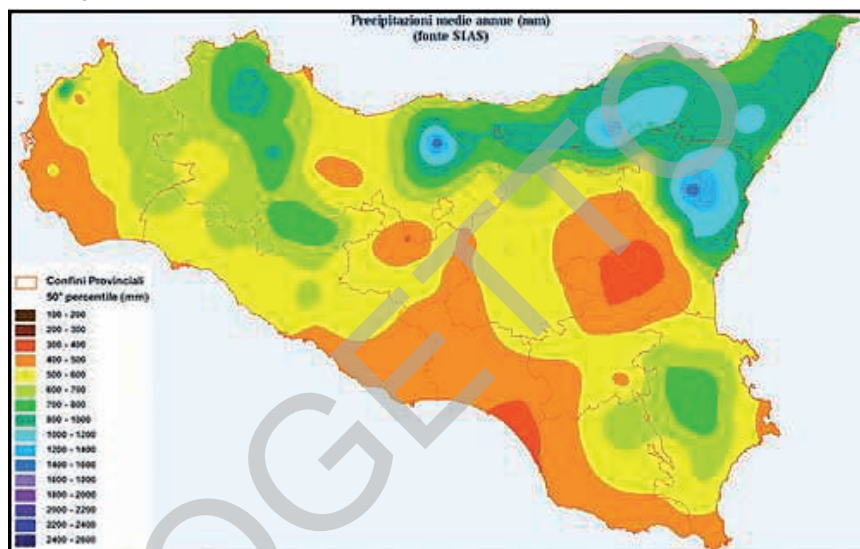 Precipitazioni medie annue (mm)
(fonte SIAS)
Confini Provinciali
50° percentile (mm)
100 - 200
200 - 300
300 - 400
400 - 500
500 - 600
600 - 700
700 - 800
800 - 1000
1000 - 1200
1200 - 1400
1400 - 1600
1600 - 1800
1800 - 2000
2000 - 2200
2200 - 2400
2400 - 2600
OGETTO